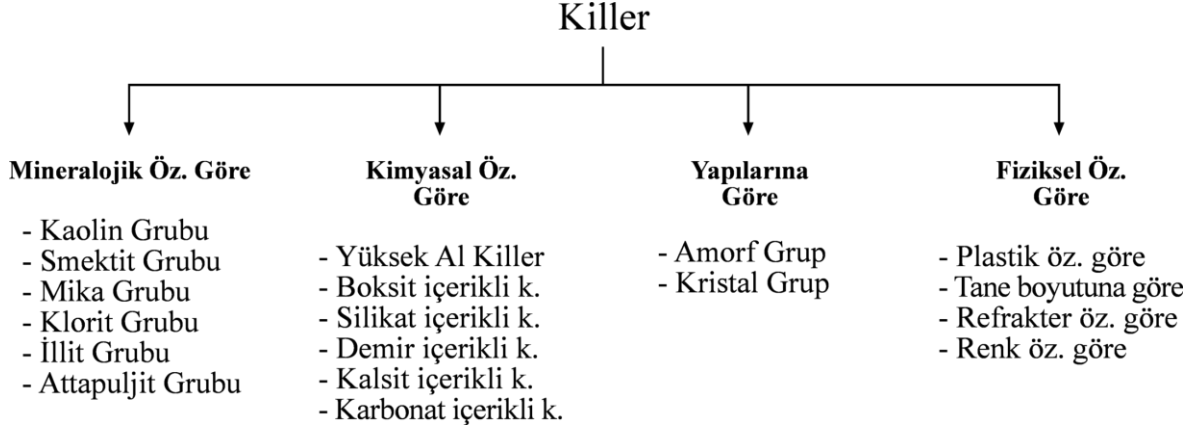 Killer
Mineralojik Öz. Göre
- Kaolin Grubu
- Smektit Grubu
- Mika Grubu
- Klorit Grubu
- İllit Grubu
- Attapuljit Grubu
Kimyasal Öz.
Göre
- Yüksek Al Killer
- Boksit içerikli k.
- Silikat içerikli k.
- Demir içerikli k.
- Kalsit içerikli k.
- Karbonat içerikli k.
Yapılarına
Göre
- Amorf Grup
- Kristal Grup
Fiziksel Öz.
Göre
- Plastik öz. göre
- Tane boyutuna göre
- Refrakter öz. göre
- Renk öz. göre